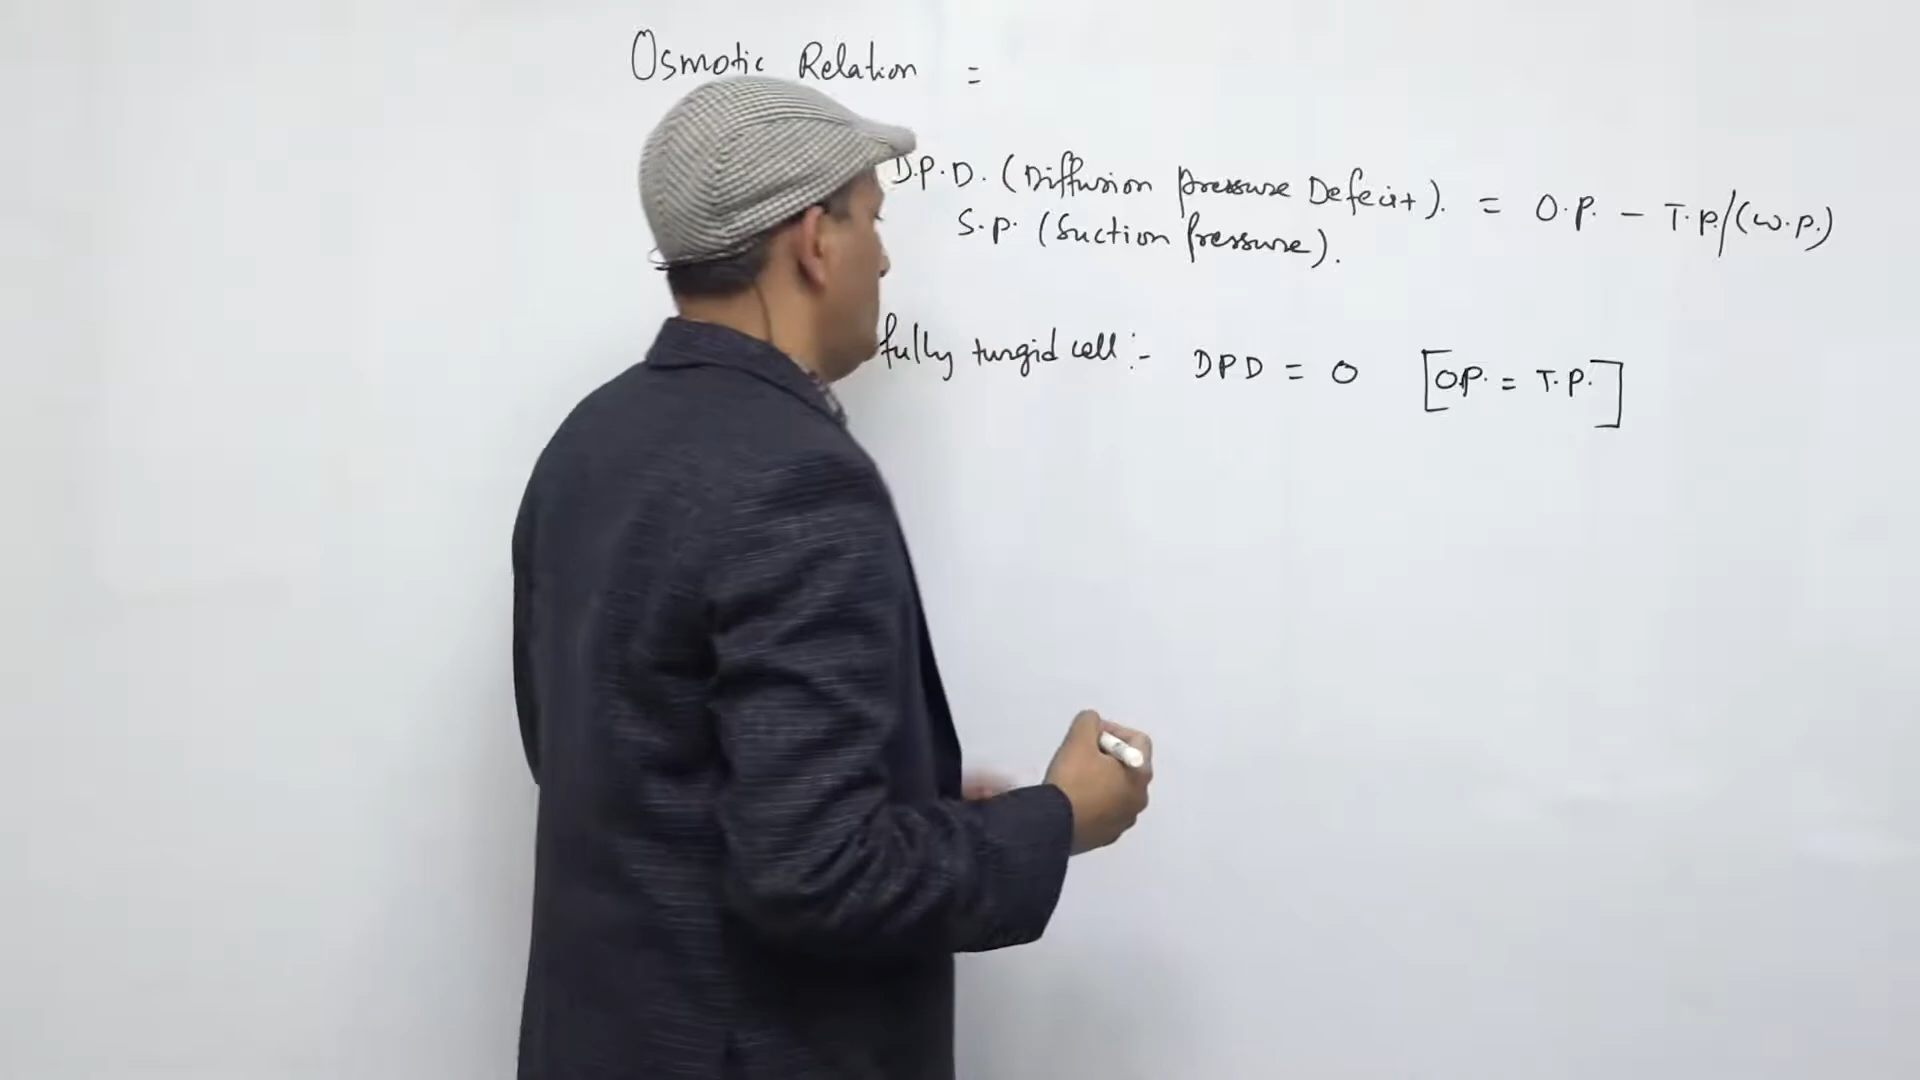 Osmotic Relation =
D.P.D. (Diffusion Pressure Defecit). = O.P. - T.P./(W.P.)
S.P. (Suction Pressure).
fully turgid cell :- DPD = 0 [O.P. = T.P.]